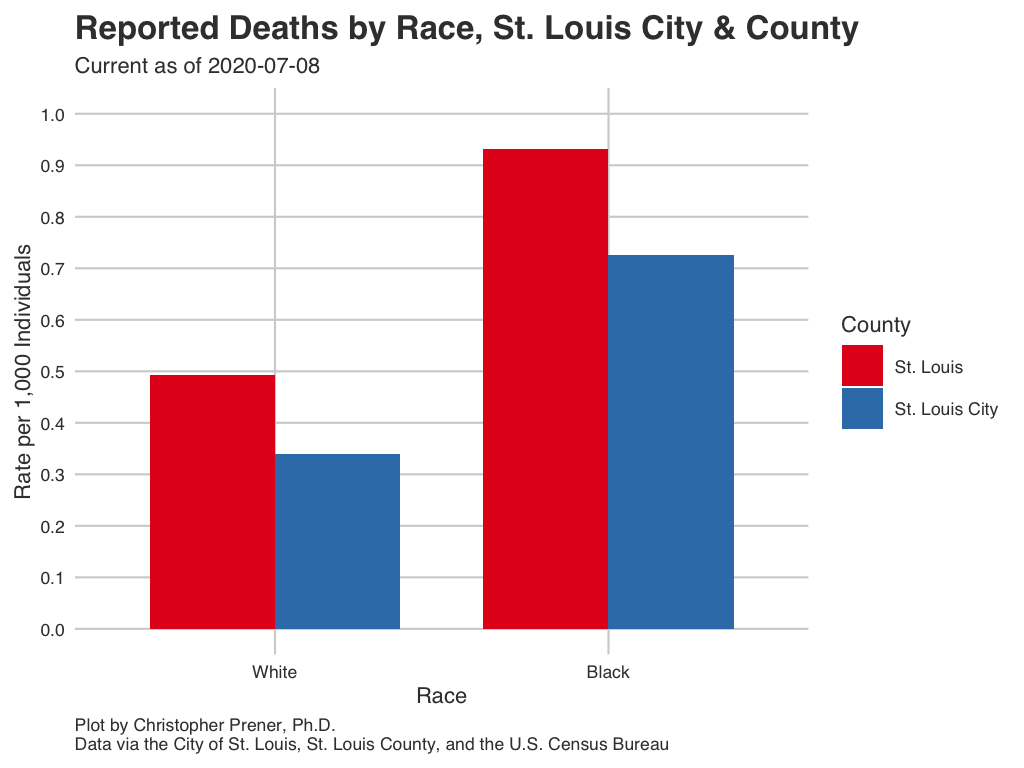 Reported Deaths by Race, St. Louis City & County
Current as of 2020-07-08
Rate per 1,000 Individuals
1.0
0.9
0.8
0.7
0.6
0.5
0.4
0.3
0.2
0.1
0.0
White
Black
Race
County
St. Louis
St. Louis City
Plot by Christopher Prener, Ph.D.
Data via the City of St. Louis, St. Louis County, and the U.S. Census Bureau